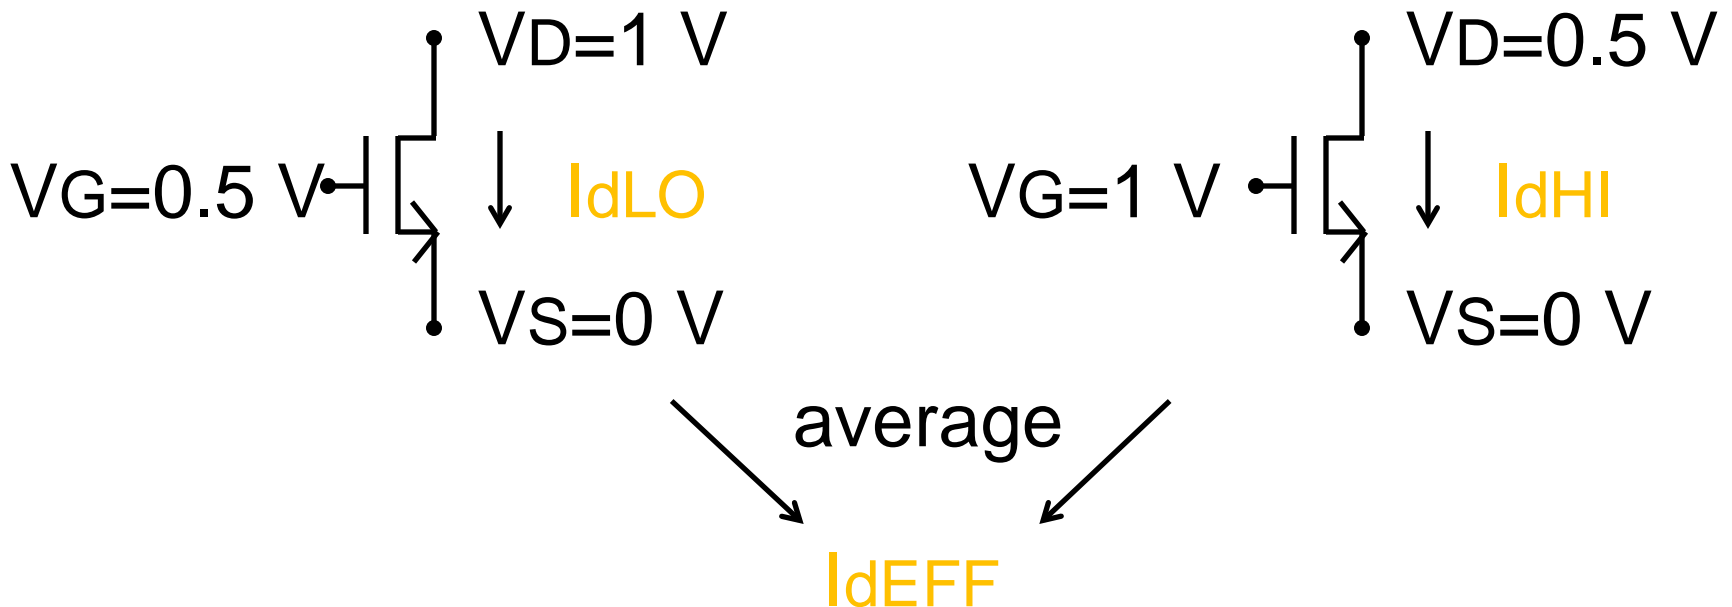 VD=1 V
VD=0.5 V
VG=0.5 V
IdLO
VG=1 V
IdHI
VS=0 V
VS=0 V
average
IdEFF